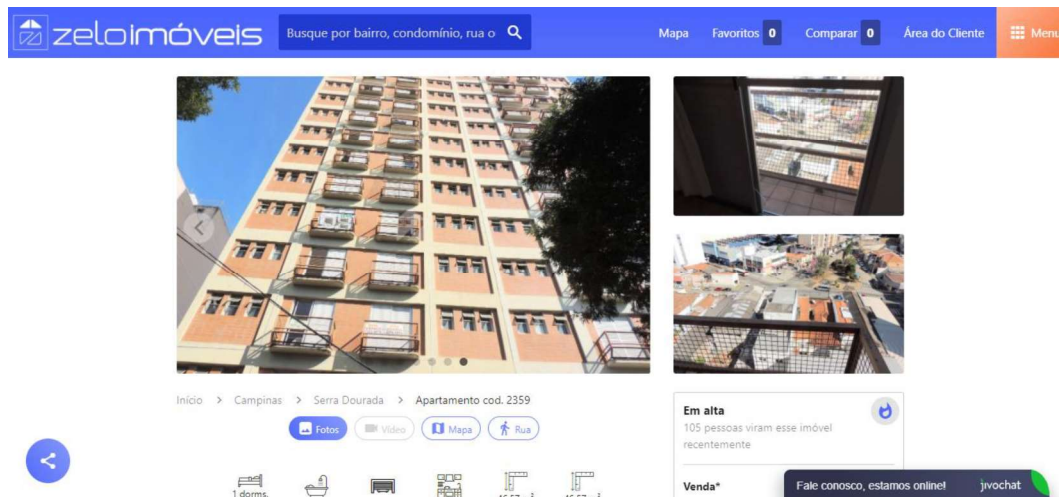 zeloimóveis
Busque por bairro, condomínio, rua o
Mapa
Favoritos 0
Comparar 0
Área do Cliente
Menu
Início > Campinas > Serra Dourada > Apartamento cod. 2359
Fotos
Vídeo
Mapa
Rua
1 dorms.
Em alta
105 pessoas viram esse imóvel
recentemente
Venda*
Fale conosco, estamos online!
jivochat